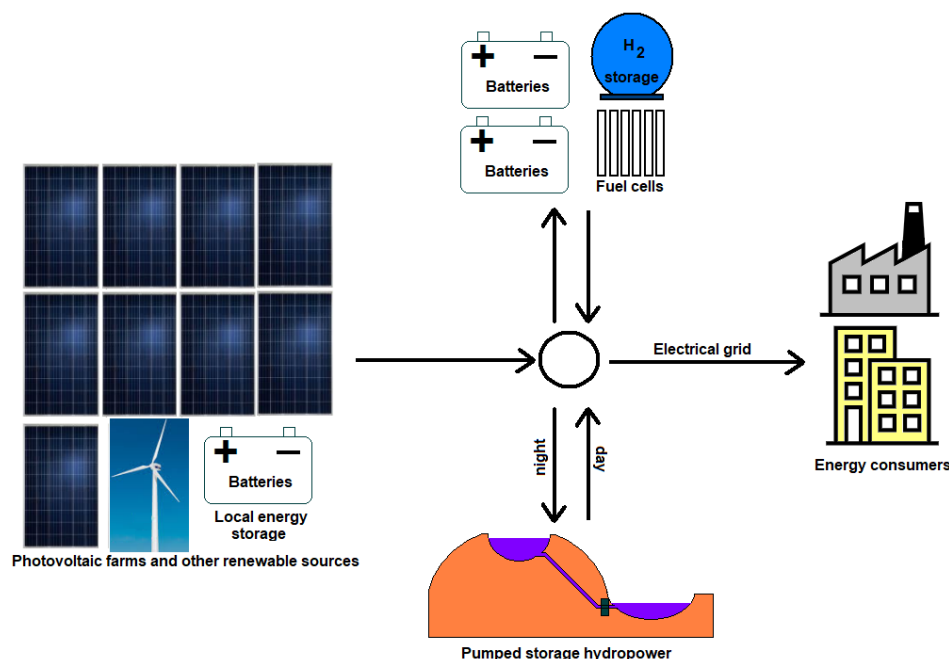 + −
Batteries
H2
storage
+ −
Batteries
Fuel cells
Electrical grid
night
day
+ −
Batteries
Local energy
storage
Photovoltaic farms and other renewable sources
Energy consumers
Pumped storage hydropower